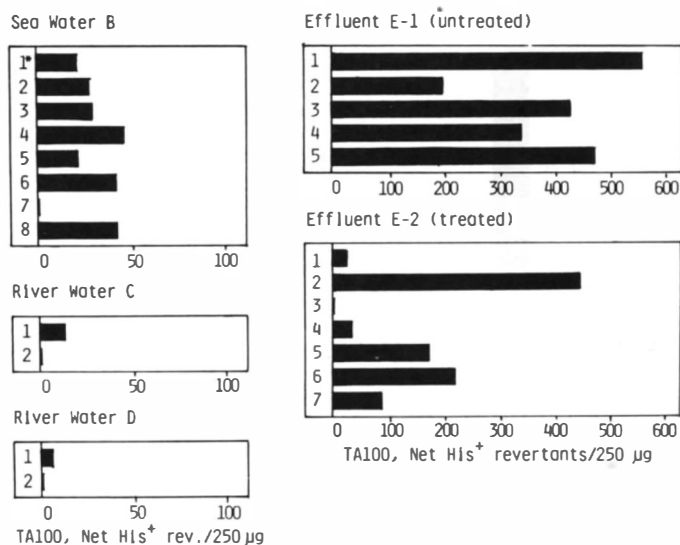 Sea Water B
1*
2
3
4
5
6
7
8
0 50 100
River Water C
1
2
0 50 100
River Water D
1
2
0 50 100
TA100, Net His+ rev./250 µg
Effluent E-1 (untreated)
1
2
3
4
5
0 100 200 300 400 500 600
Effluent E-2 (treated)
1
2
3
4
5
6
7
0 100 200 300 400 500 600
TA100, Net His+ revertants/250 µg